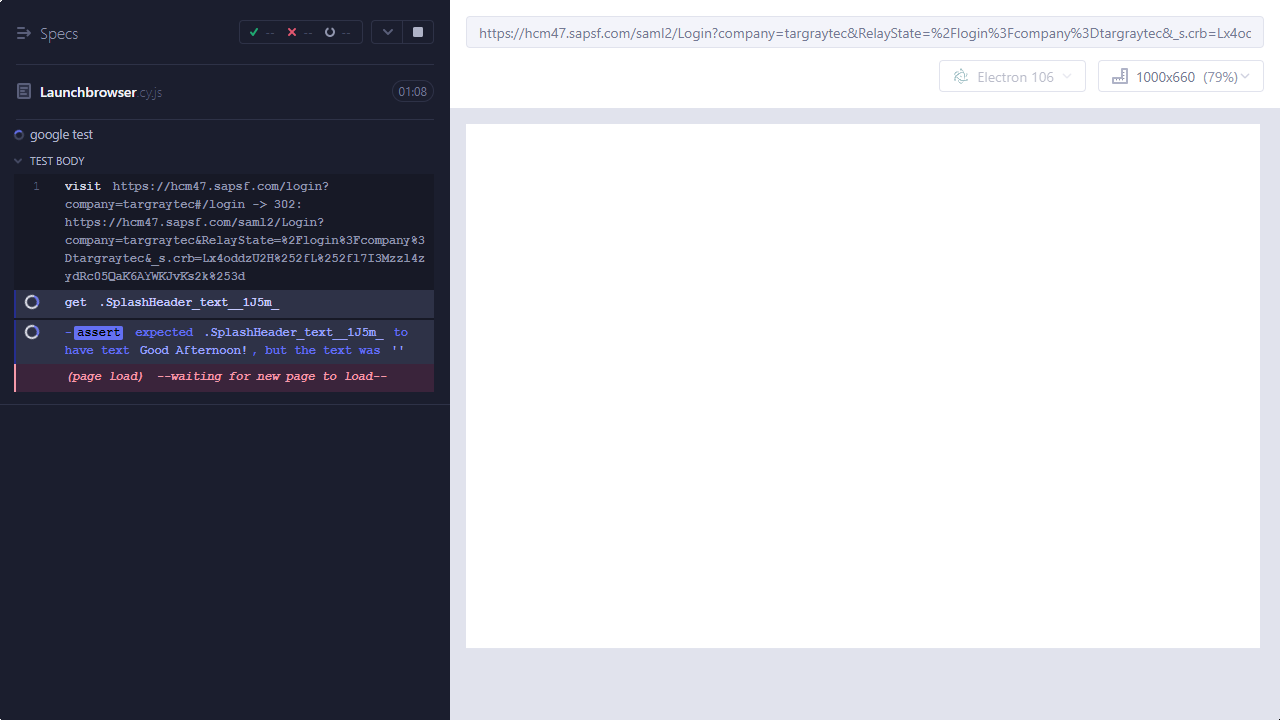 Specs
-- -- --
https://hcm47.sapsf.com/saml2/Login?company=targraytec&RelayState=%2Flogin%3Fcompany%3Dtargraytec&_s.crb=Lx4oc
Electron 106
1000x660 (79%)
Launchbrowser.cy.js
01:08
google test
TEST BODY
1 visit https://hcm47.sapsf.com/login?
company=targraytec#/login -> 302:
https://hcm47.sapsf.com/saml2/Login?
company=targraytec&RelayState=%2Flogin%3Fcompany%3
Dtargraytec&_s.crb=Lx4oddzU2H%252fL%252fl7I3Mzzl4z
ydRc05QaK6AYWKJvKs2k%253d
get .SplashHeader_text__1J5m_
-assert expected .SplashHeader_text__1J5m_ to
have text Good Afternoon!, but the text was ''
(page load) --waiting for new page to load--